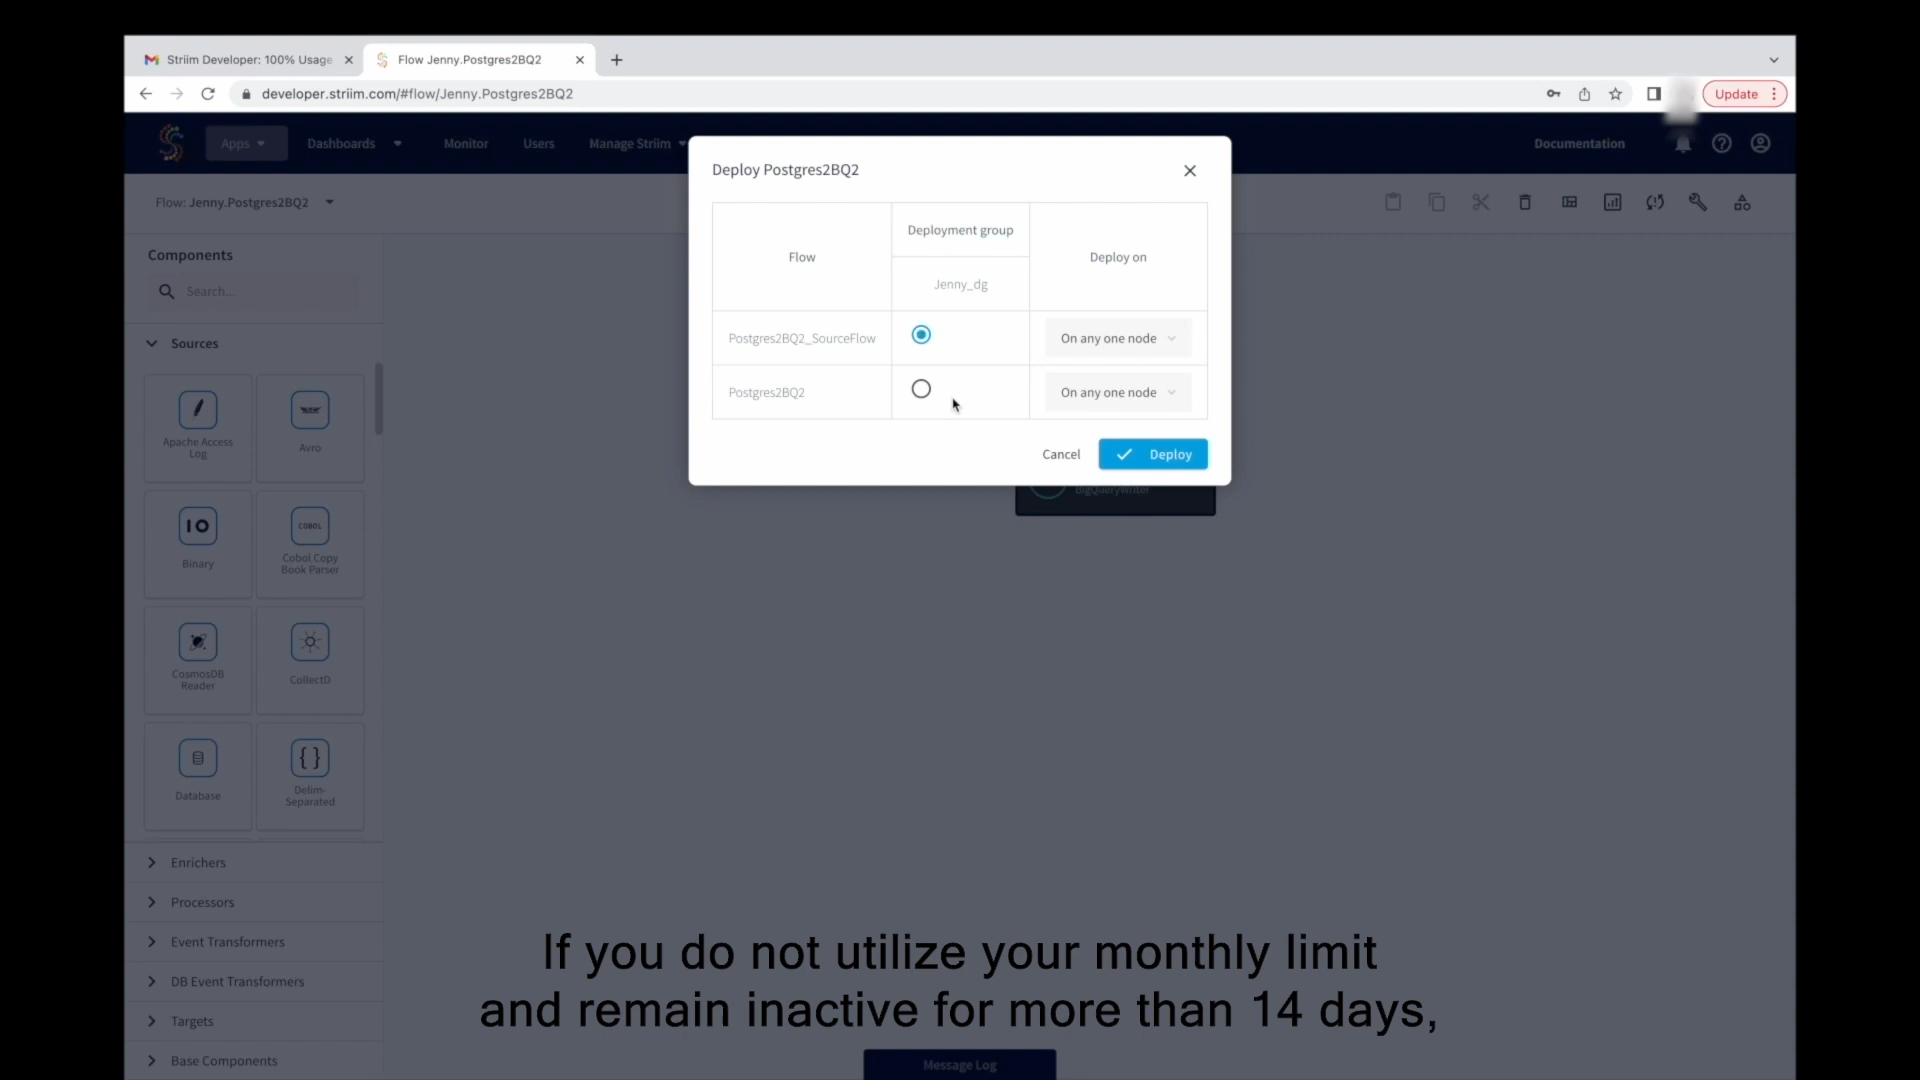 Striim Developer: 100% Usage
Flow Jenny.Postgres2BQ2
developer.striim.com/#flow/Jenny.Postgres2BQ2
Update
Apps
Dashboards
Monitor
Users
Manage Striim
Documentation
Flow: Jenny.Postgres2BQ2
Components
Search...
Sources
Apache Access
Log
Avro
IO
Binary
COBOL
Cobol Copy
Book Parser
CosmosDB
Reader
CollectD
Database
{ }
Delim-
Separated
Enrichers
Processors
Event Transformers
DB Event Transformers
Targets
Base Components
Deploy Postgres2BQ2
Flow
Deployment group
Jenny_dg
Deploy on
Postgres2BQ2_SourceFlow
On any one node
Postgres2BQ2
On any one node
Cancel
Deploy
BigQueryWriter
If you do not utilize your monthly limit
and remain inactive for more than 14 days,
Message Log